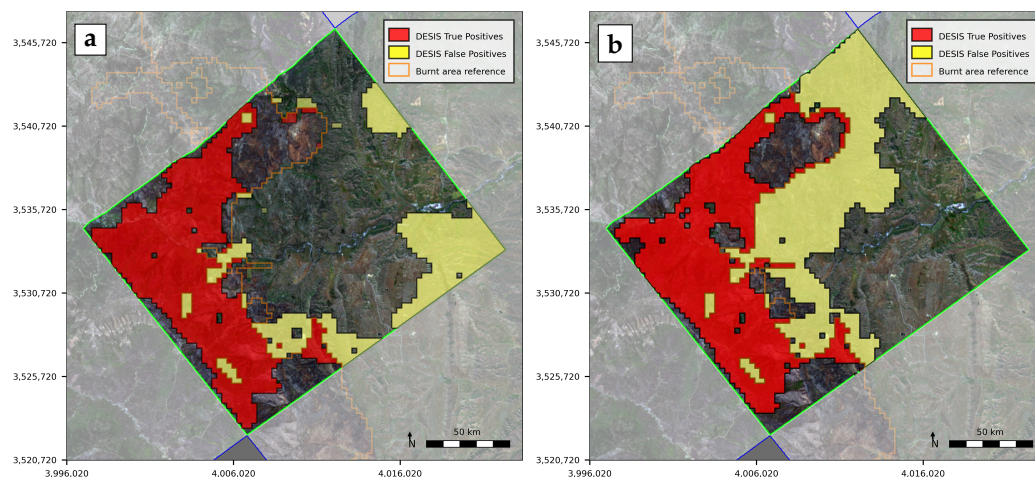 a
DESIS True Positives
DESIS False Positives
Burnt area reference
3,545,720
3,540,720
3,535,720
3,530,720
3,525,720
3,520,720
3,996,020
4,006,020
4,016,020
N
50 km
b
DESIS True Positives
DESIS False Positives
Burnt area reference
3,545,720
3,540,720
3,535,720
3,530,720
3,525,720
3,520,720
3,996,020
4,006,020
4,016,020
N
50 km